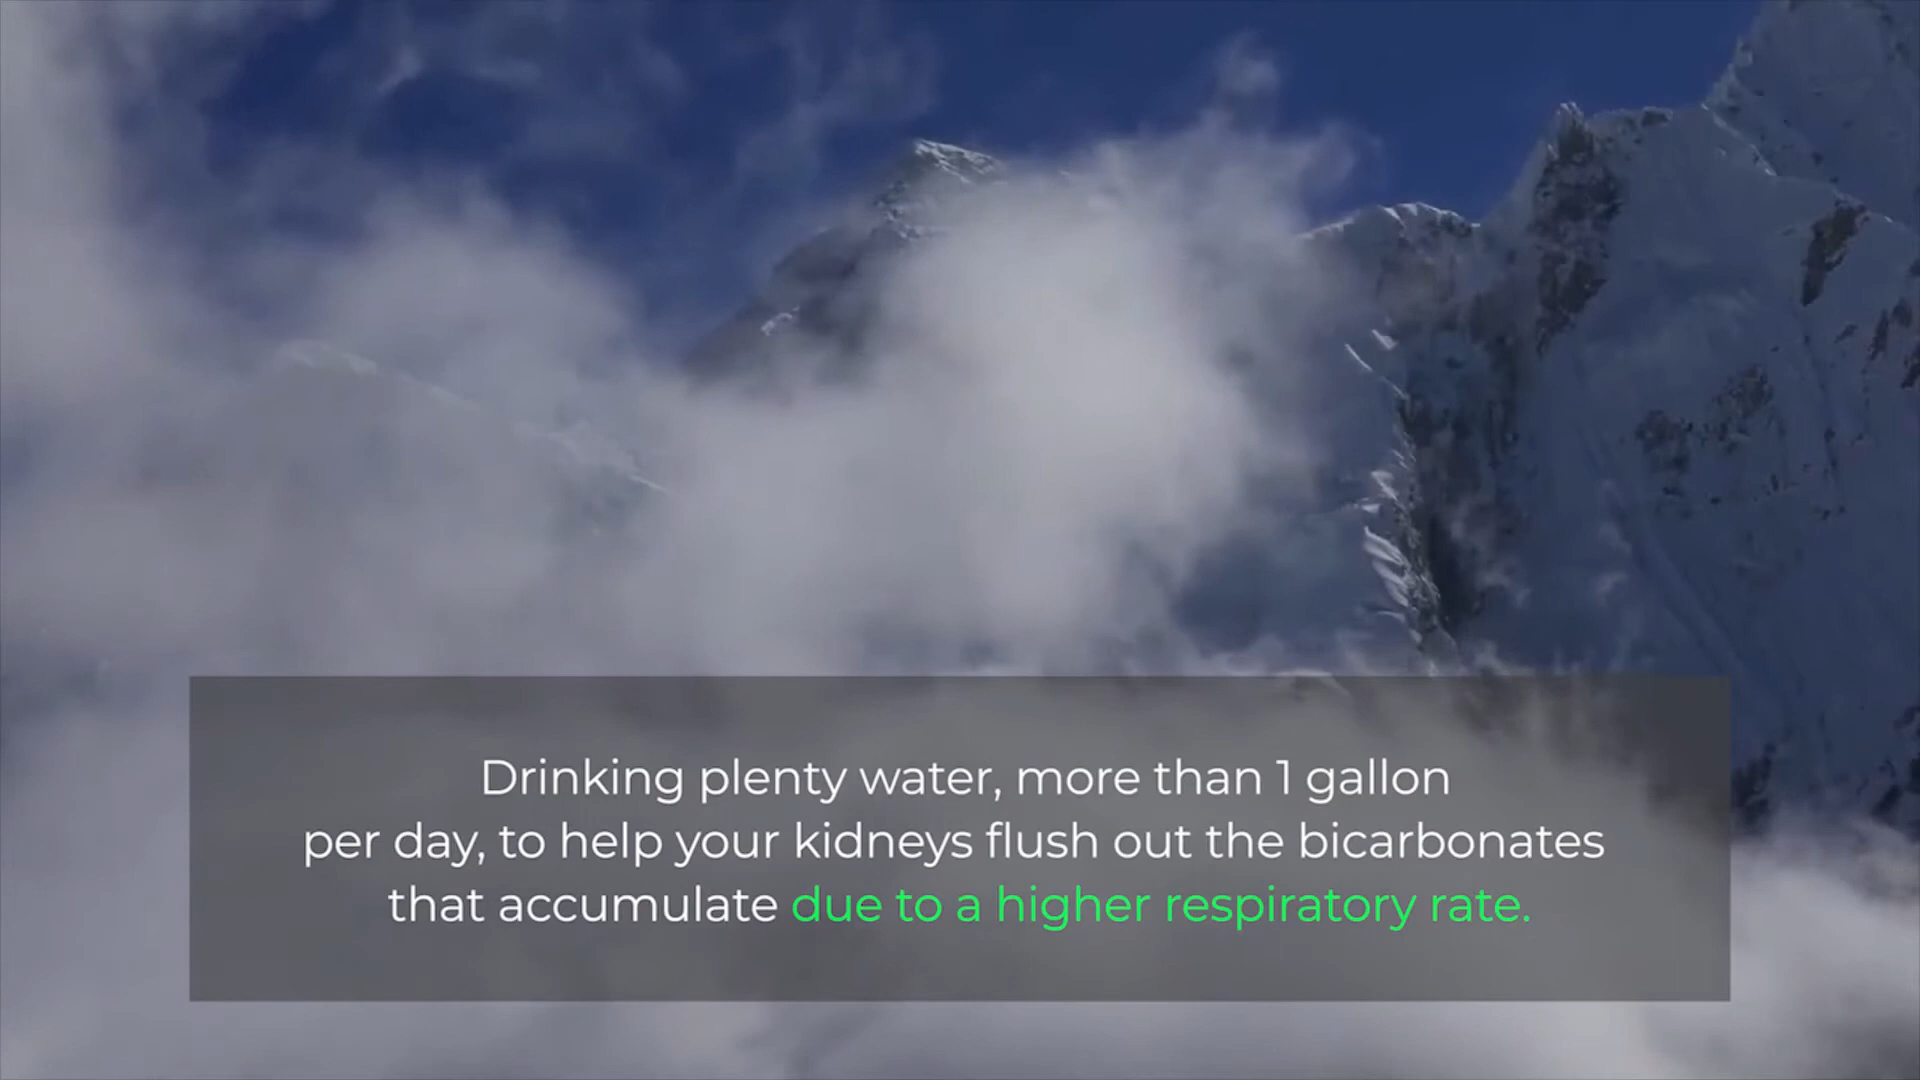 Drinking plenty water, more than 1 gallon
per day, to help your kidneys flush out the bicarbonates
that accumulate due to a higher respiratory rate.